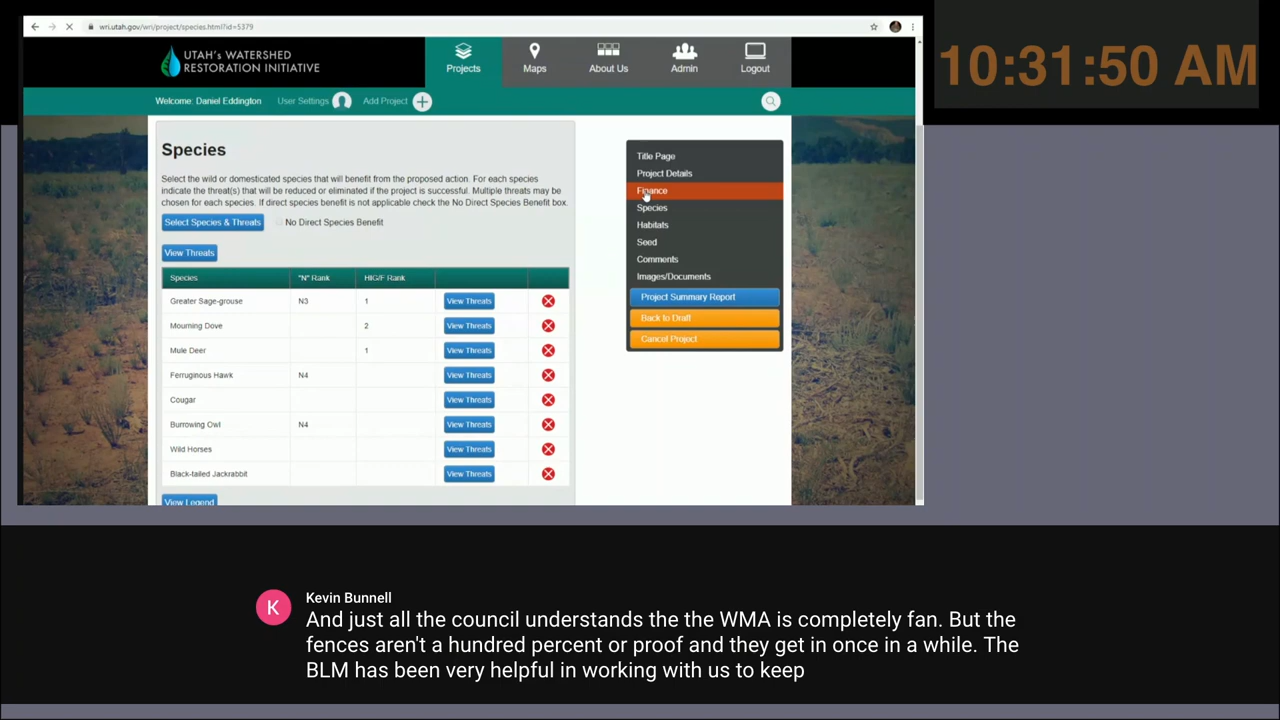 wri.utah.gov/wri/project/species.html?id=5379
10:31:50 AM
UTAH's WATERSHED
RESTORATION INITIATIVE
Projects
Maps
About Us
Admin
Logout
Welcome: Daniel Eddington
User Settings
Add Project
Species
Select the wild or domesticated species that will benefit from the proposed action. For each species
indicate the threat(s) that will be reduced or eliminated if the project is successful. Multiple threats may be
chosen for each species. If direct species benefit is not applicable check the No Direct Species Benefit box.
Select Species & Threats
No Direct Species Benefit
View Threats
Species "N" Rank HIG/F Rank
Greater Sage-grouse N3 1 View Threats
Mourning Dove 2 View Threats
Mule Deer 1 View Threats
Ferruginous Hawk N4 View Threats
Cougar View Threats
Burrowing Owl N4 View Threats
Wild Horses View Threats
Black-tailed Jackrabbit View Threats
View Legend
Title Page
Project Details
Finance
Species
Habitats
Seed
Comments
Images/Documents
Project Summary Report
Back to Draft
Cancel Project
K
Kevin Bunnell
And just all the council understands the the WMA is completely fan. But the
fences aren't a hundred percent or proof and they get in once in a while. The
BLM has been very helpful in working with us to keep